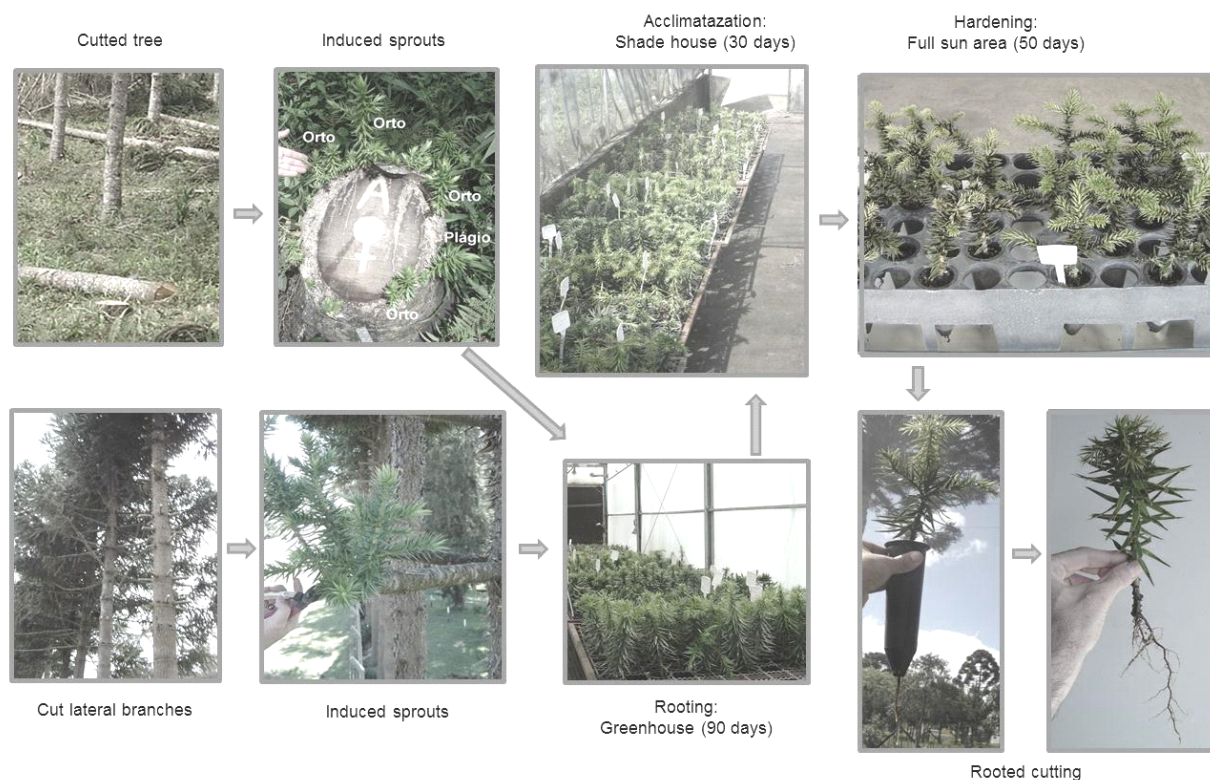 Cutted tree
Induced sprouts
Acclimatazation:
Shade house (30 days)
Hardening:
Full sun area (50 days)
Orto
Orto
A
Orto
Plagio
Orto
Cut lateral branches
Induced sprouts
Rooting:
Greenhouse (90 days)
Rooted cutting